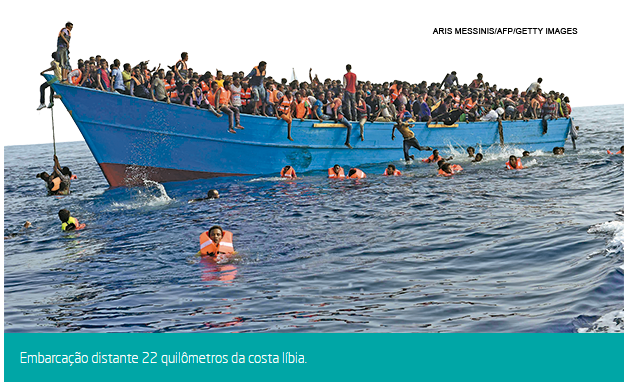 ARIS MESSINIS/AFP/GETTY IMAGES
Embarcação distante 22 quilômetros da costa líbia.